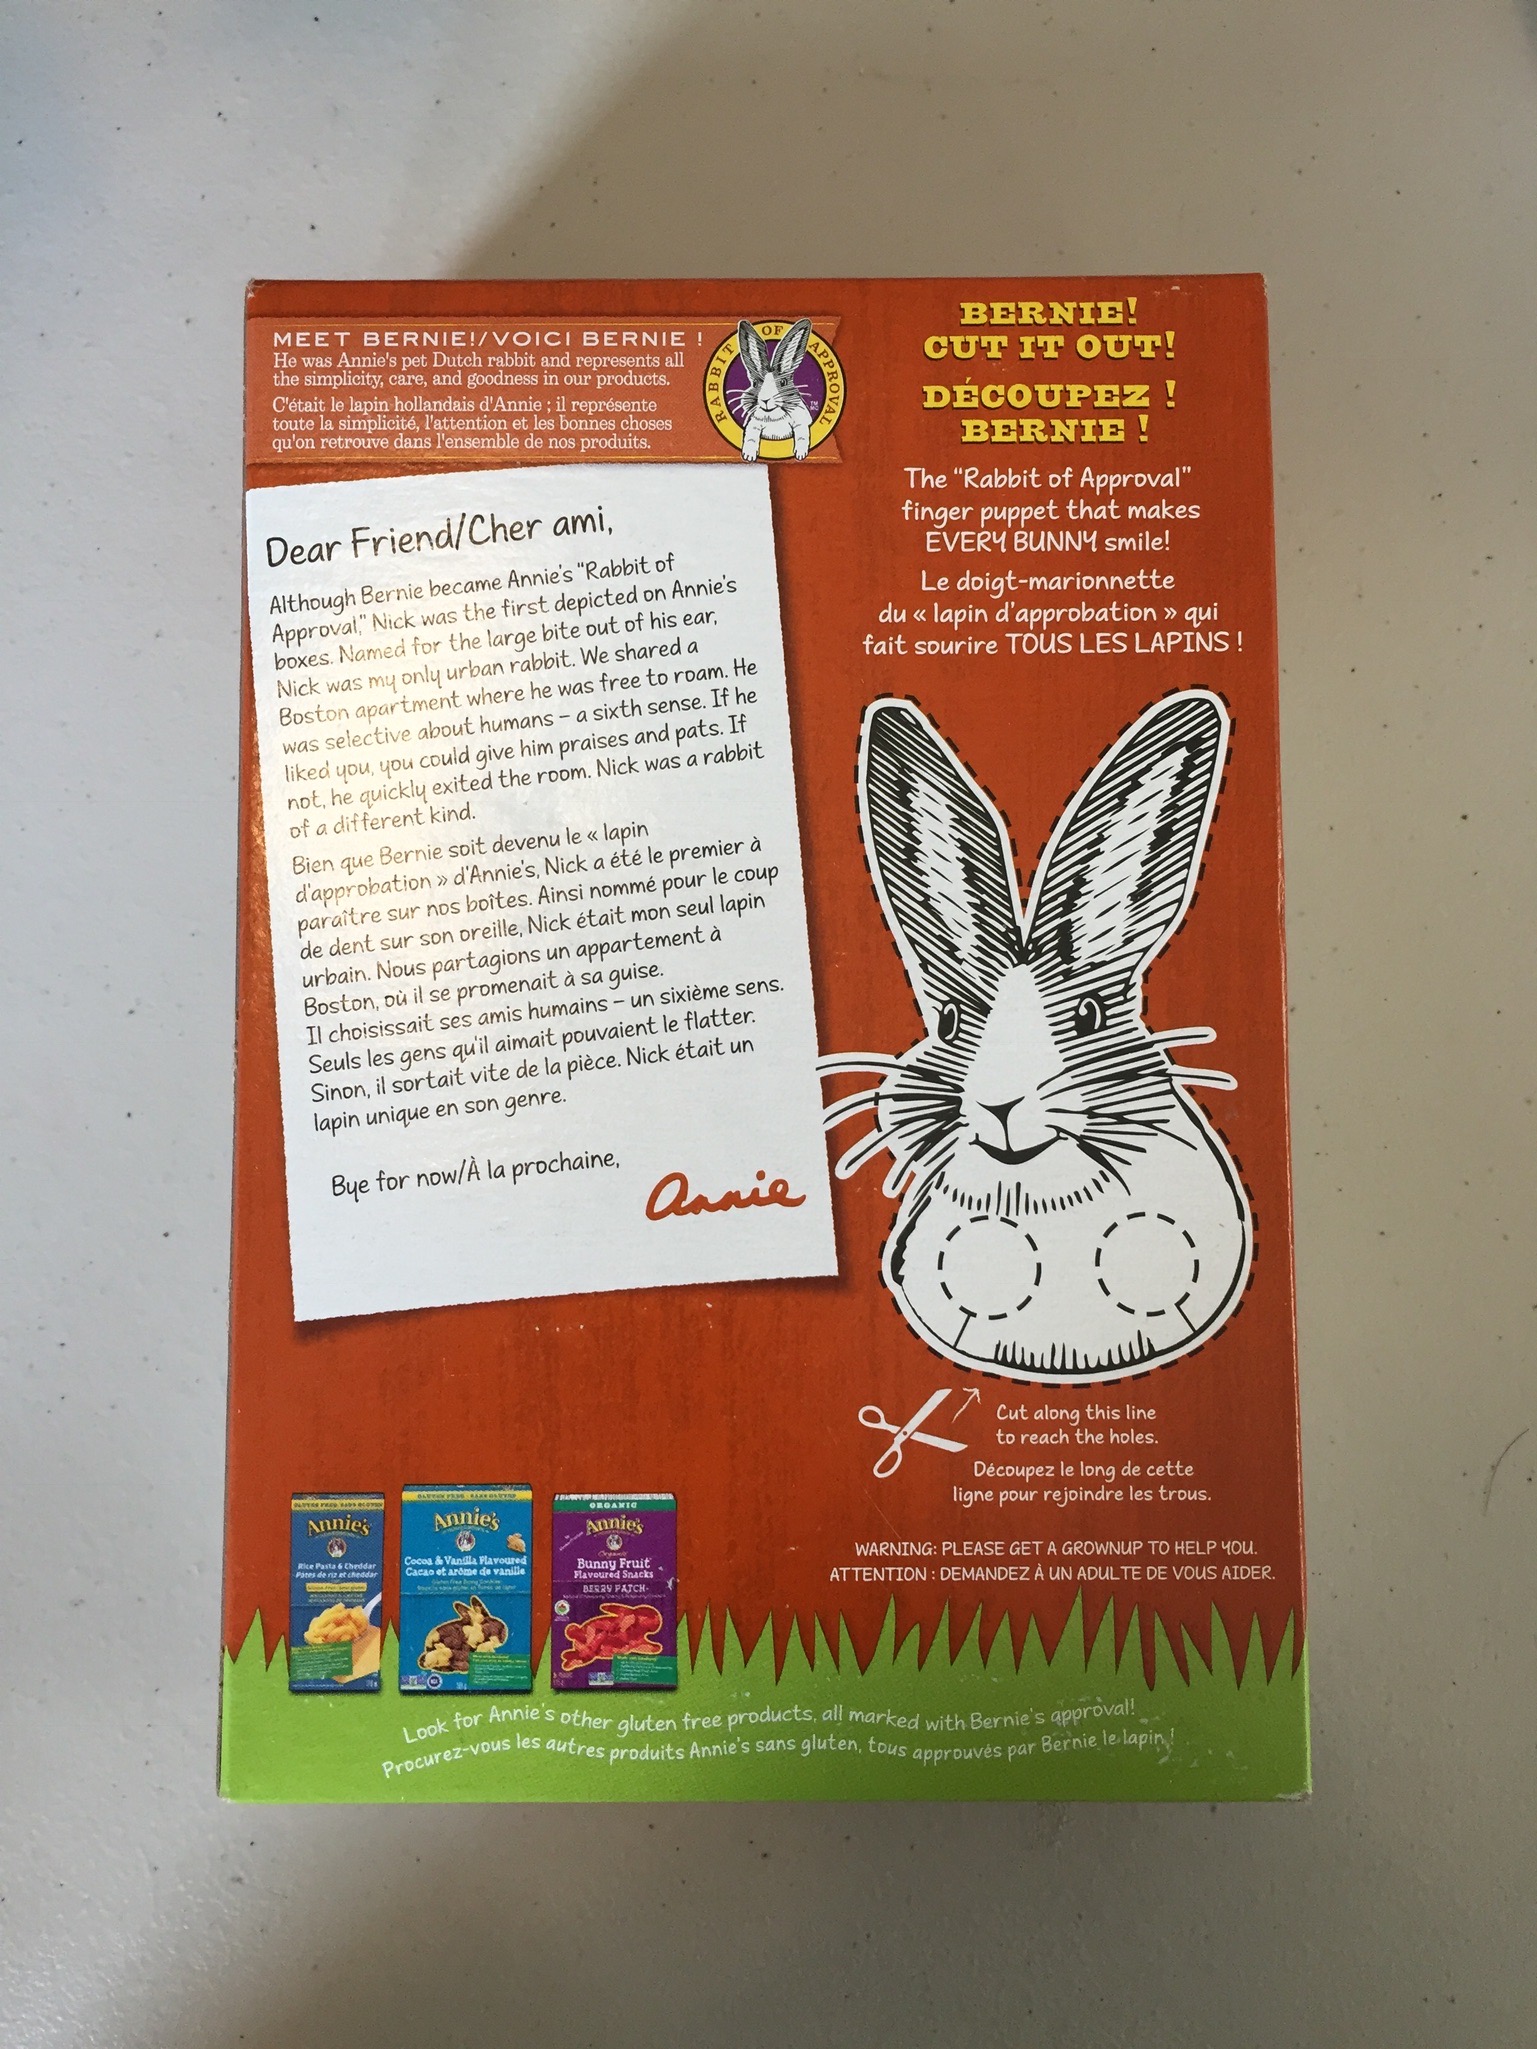 MEET BERNIE!/VOICI BERNIE !
He was Annie's pet Dutch rabbit and represents all
the simplicity, care, and goodness in our products.
C'était le lapin hollandais d'Annie ; il représente
toute la simplicité, l'attention et les bonnes choses
qu'on retrouve dans l'ensemble de nos produits.
RABBIT OF APPROVAL
Dear Friend/Cher ami,
Although Bernie became Annie's "Rabbit of
Approval," Nick was the first depicted on Annie's
boxes. Named for the large bite out of his ear,
Nick was my only urban rabbit. We shared a
Boston apartment where he was free to roam. He
was selective about humans – a sixth sense. If he
liked you, you could give him praises and pats. If
not, he quickly exited the room. Nick was a rabbit
of a different kind.
Bien que Bernie soit devenu le « lapin
d'approbation » d'Annie's, Nick a été le premier à
paraître sur nos boîtes. Ainsi nommé pour le coup
de dent sur son oreille, Nick était mon seul lapin
urbain. Nous partagions un appartement à
Boston, où il se promenait à sa guise.
Il choisissait ses amis humains – un sixième sens.
Seuls les gens qu'il aimait pouvaient le flatter.
Sinon, il sortait vite de la pièce. Nick était un
lapin unique en son genre.
Bye for now/À la prochaine,
Annie
BERNIE!
CUT IT OUT!
DÉCOUPEZ !
BERNIE !
The "Rabbit of Approval"
finger puppet that makes
EVERY BUNNY smile!
Le doigt-marionnette
du « lapin d'approbation » qui
fait sourire TOUS LES LAPINS !
Cut along this line
to reach the holes.
Découpez le long de cette
ligne pour rejoindre les trous.
WARNING: PLEASE GET A GROWNUP TO HELP YOU.
ATTENTION : DEMANDEZ À UN ADULTE DE VOUS AIDER.
GLUTEN FREE · SANS GLUTEN
Annie's
Rice Pasta & Cheddar
Pâtes de riz et cheddar
GLUTEN FREE · SANS GLUTEN
Annie's
Cocoa & Vanilla Flavoured
Cacao et arôme de vanille
ORGANIC
Annie's
Organic
Bunny Fruit
Flavoured Snacks
BERRY PATCH
Look for Annie's other gluten free products, all marked with Bernie's approval!
Procurez-vous les autres produits Annie's sans gluten, tous approuvés par Bernie le lapin !